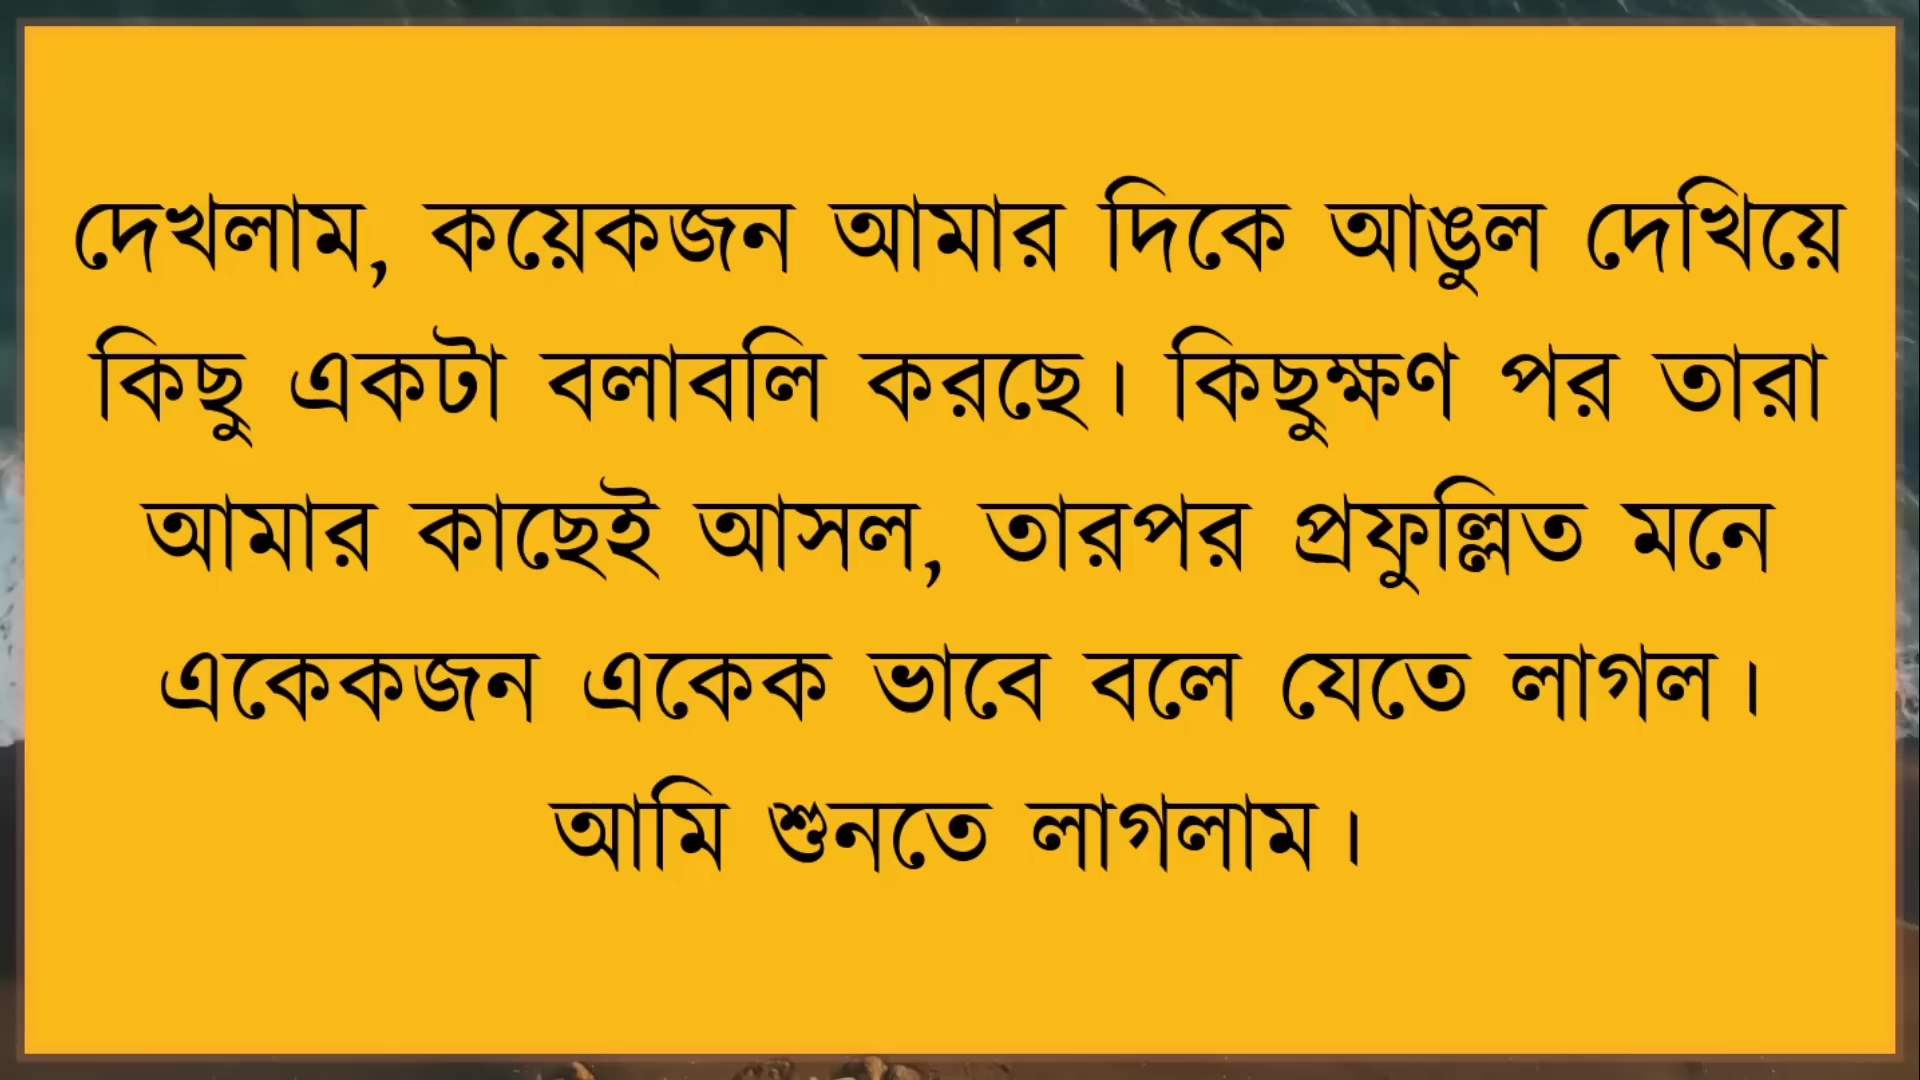 দেখলাম, কয়েকজন আমার দিকে আঙুল দেখিয়ে
কিছু একটা বলাবলি করছে। কিছুক্ষণ পর তারা
আমার কাছেই আসল, তারপর প্রফুল্লিত মনে
একেকজন একেক ভাবে বলে যেতে লাগল।
আমি শুনতে লাগলাম।